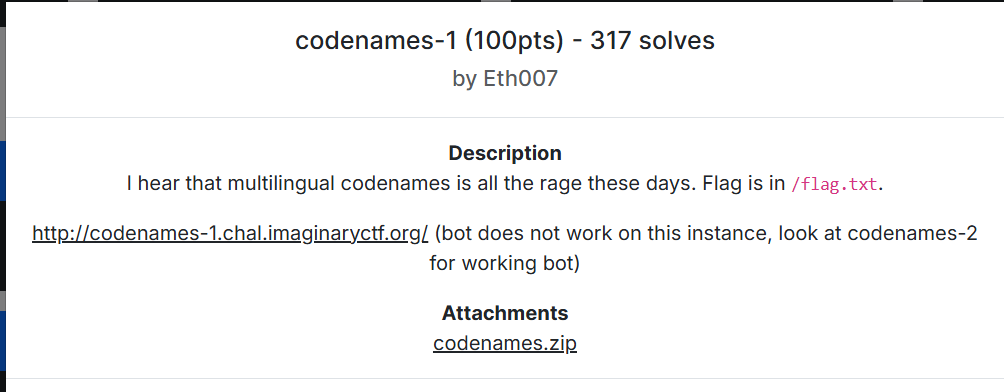 codenames-1 (100pts) - 317 solves
by Eth007
Description
I hear that multilingual codenames is all the rage these days. Flag is in /flag.txt.
http://codenames-1.chal.imaginaryctf.org/ (bot does not work on this instance, look at codenames-2
for working bot)
Attachments
codenames.zip